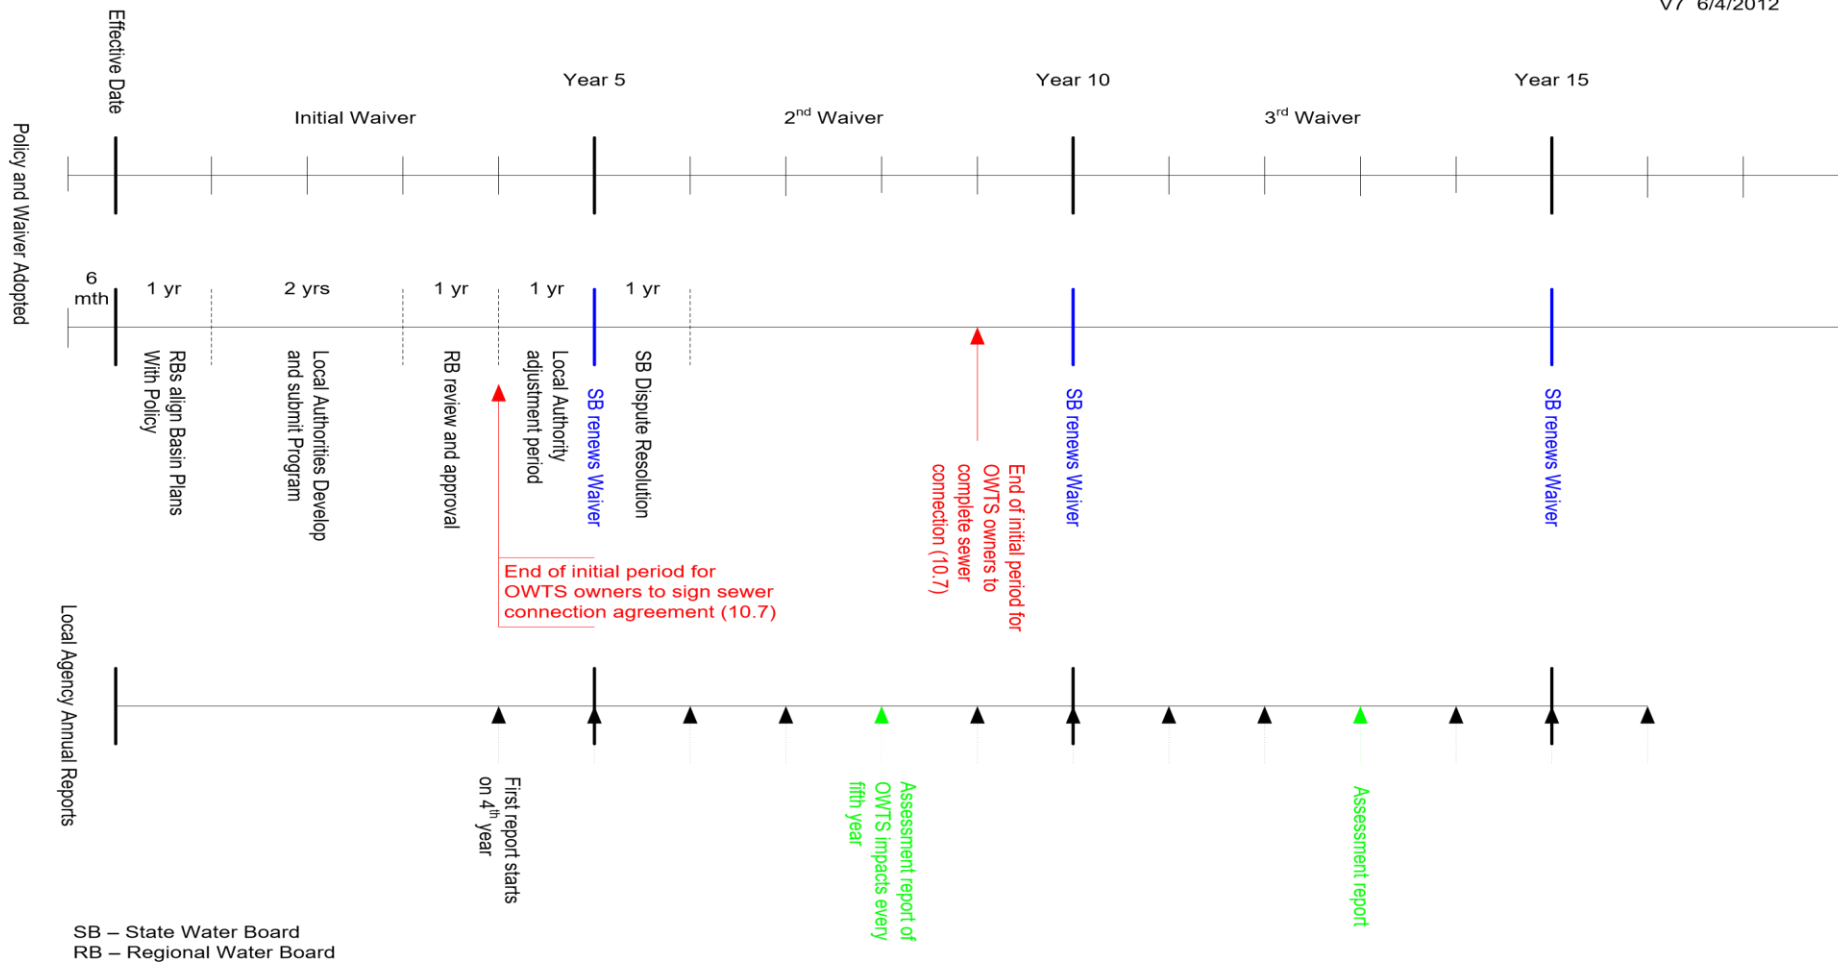 V7 6/4/2012
Effective Date
Year 5
Year 10
Year 15
Initial Waiver
2nd Waiver
3rd Waiver
Policy and Waiver Adopted
6
mth
1 yr
2 yrs
1 yr
1 yr
1 yr
RBs align Basin Plans
With Policy
Local Authorities Develop
and submit Program
RB review and approval
Local Authority
adjustment period
SB renews Waiver
SB Dispute Resolution
SB renews Waiver
SB renews Waiver
End of initial period for
OWTS owners to
complete sewer
connection (10.7)
End of initial period for
OWTS owners to sign sewer
connection agreement (10.7)
Local Agency Annual Reports
First report starts
on 4th year
Assessment report of
OWTS impacts every
fifth year
Assessment report
SB – State Water Board
RB – Regional Water Board